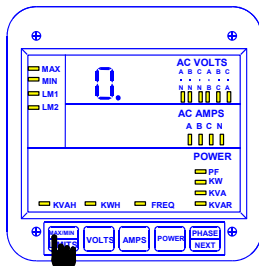 MAX
MIN
LM1
LM2
0.
AC VOLTS
A B C A B C
N N N B C A
AC AMPS
A B C N
POWER
PF
KW
KVA
KVAR
KVAH
KWH
FREQ
MAX/MIN
VOLTS
AMPS
POWER
PHASE
NEXT